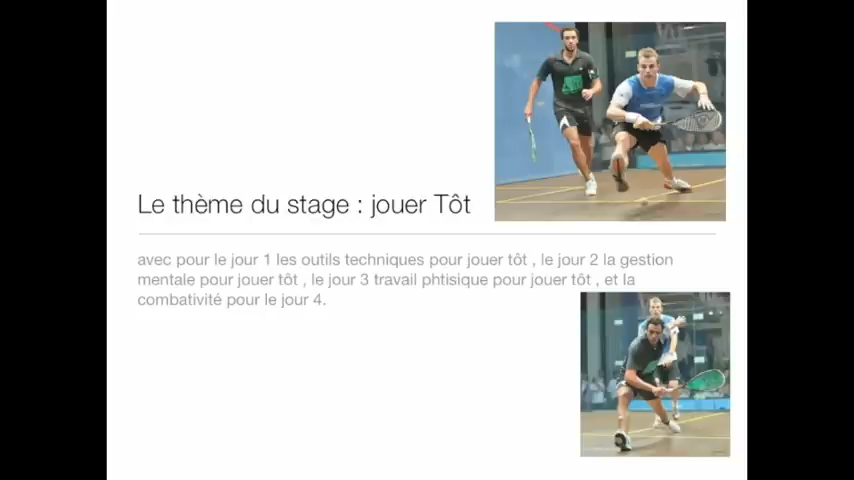 Le thème du stage : jouer Tôt
avec pour le jour 1 les outils techniques pour jouer tôt , le jour 2 la gestion
mentale pour jouer tôt , le jour 3 travail phtisique pour jouer tôt , et la
combativité pour le jour 4.